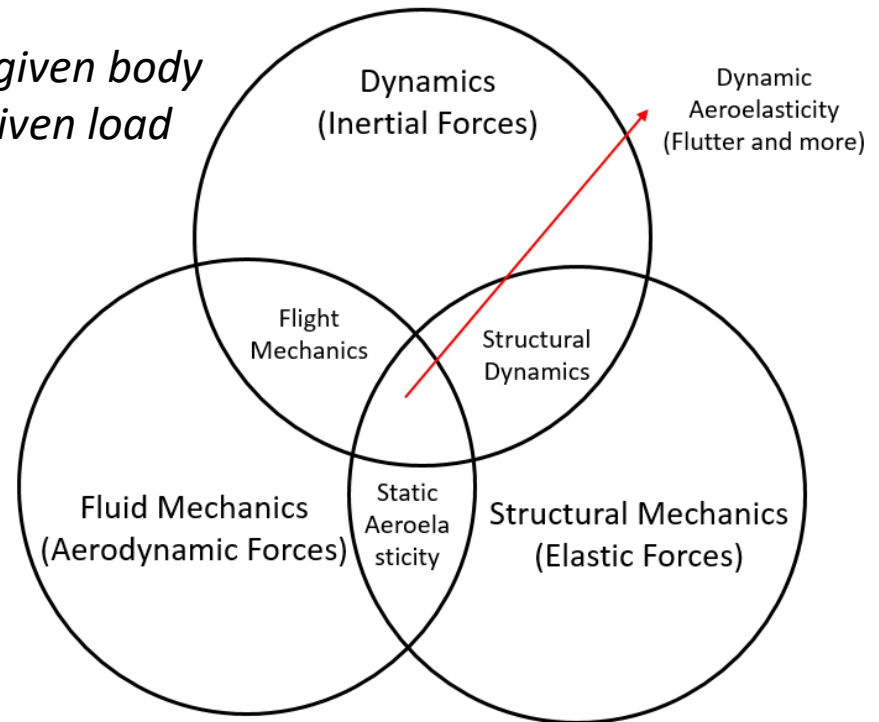 given body
iven load
Dynamics
(Inertial Forces)
Dynamic
Aeroelasticity
(Flutter and more)
Flight
Mechanics
Structural
Dynamics
Fluid Mechanics
(Aerodynamic Forces)
Static
Aeroela
sticity
Structural Mechanics
(Elastic Forces)